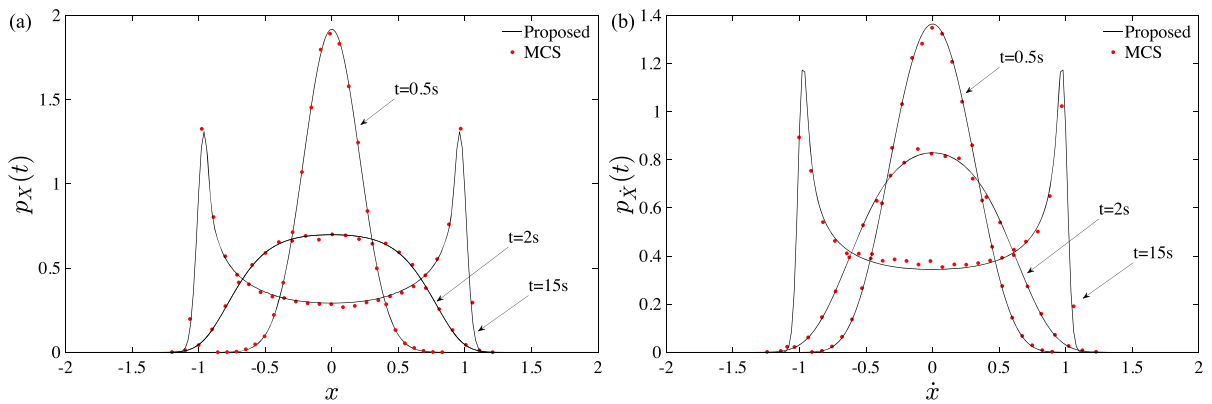 (a)
2
1.5
1
0.5
0
-2
-1.5
-1
-0.5
0
0.5
1
1.5
2
x
p_X(t)
Proposed
MCS
t=0.5s
t=2s
t=15s
(b)
1.4
1.2
1
0.8
0.6
0.4
0.2
0
-2
-1.5
-1
-0.5
0
0.5
1
1.5
2
ẋ
p_Ẋ(t)
Proposed
MCS
t=0.5s
t=2s
t=15s